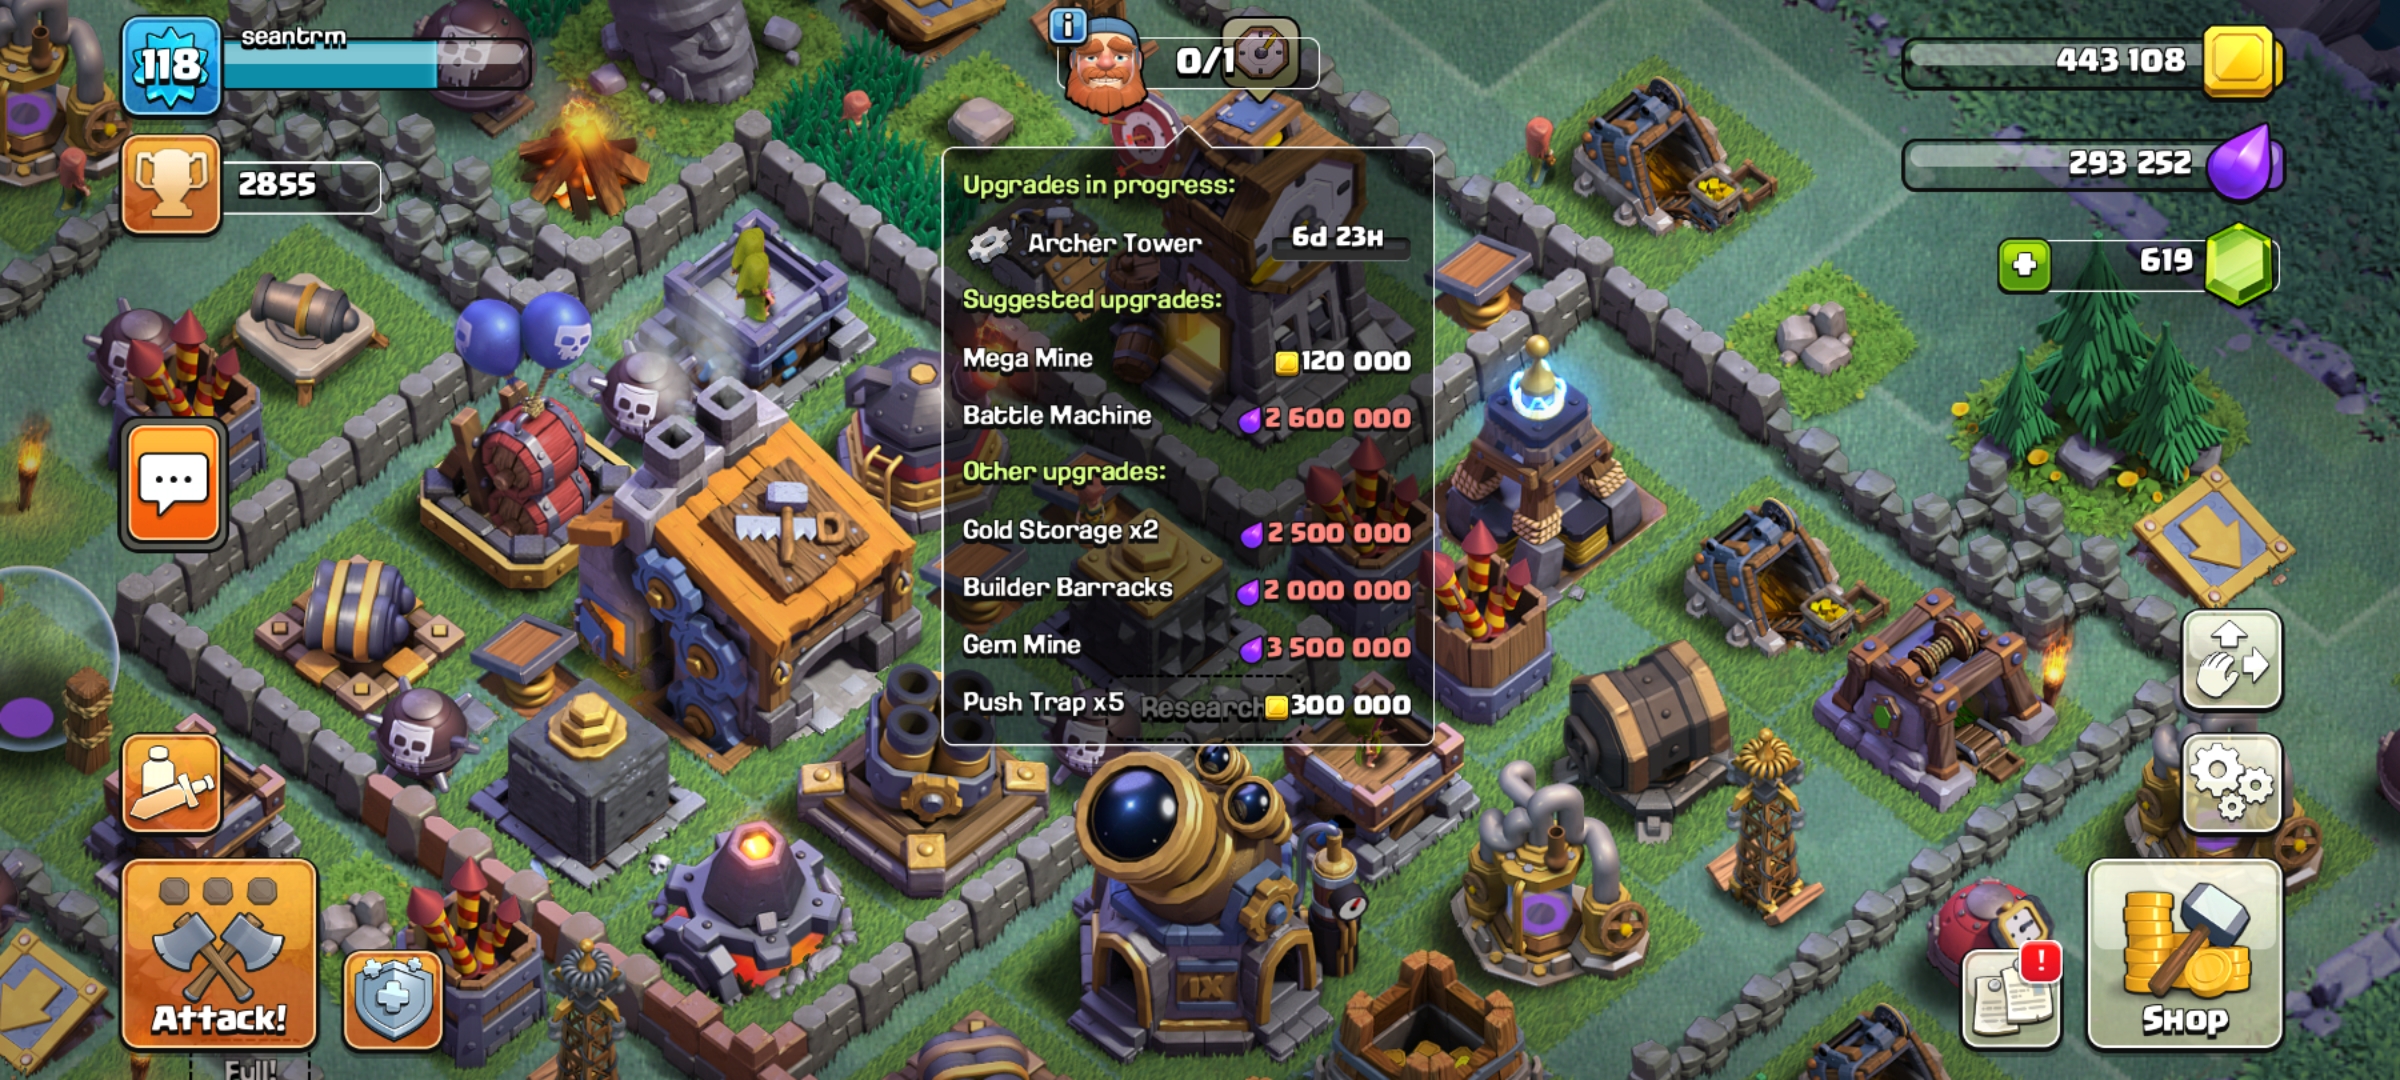 118
seantrm
0/1
443 108
2855
293 252
619
Upgrades in progress:
Archer Tower 6d 23H
Suggested upgrades:
Mega Mine 120 000
Battle Machine 2 600 000
Other upgrades:
Gold Storage x2 2 500 000
Builder Barracks 2 000 000
Gem Mine 3 500 000
Push Trap x5 300 000
Research
IX
Attack!
Shop
Full!